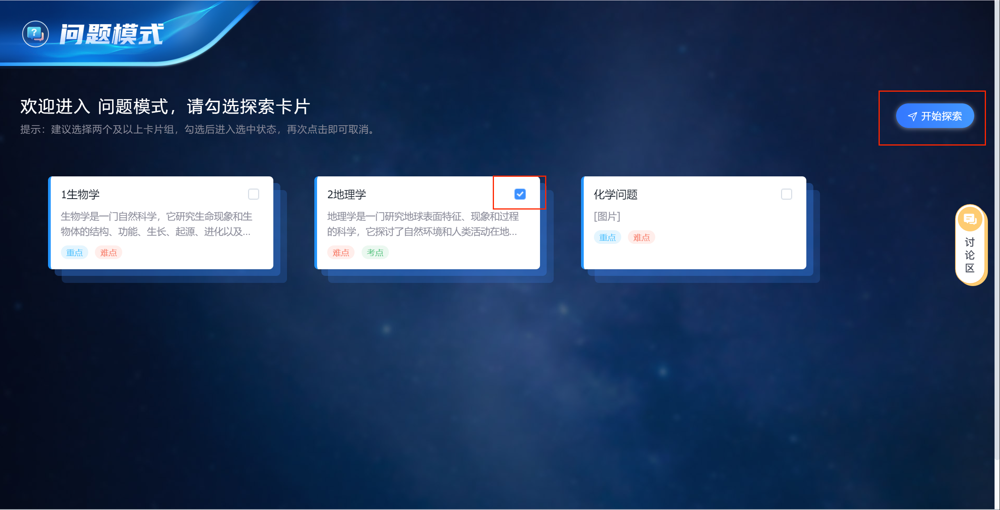 问题模式
欢迎进入 问题模式，请勾选探索卡片
提示：建议选择两个及以上卡片组，勾选后进入选中状态，再次点击即可取消。
开始探索
1生物学
生物学是一门自然科学，它研究生命现象和生
物体的结构、功能、生长、起源、进化以及...
重点 难点
2地理学
地理学是一门研究地球表面特征、现象和过程
的科学，它探讨了自然环境和人类活动在地...
难点 考点
化学问题
[图片]
重点 难点
讨论区